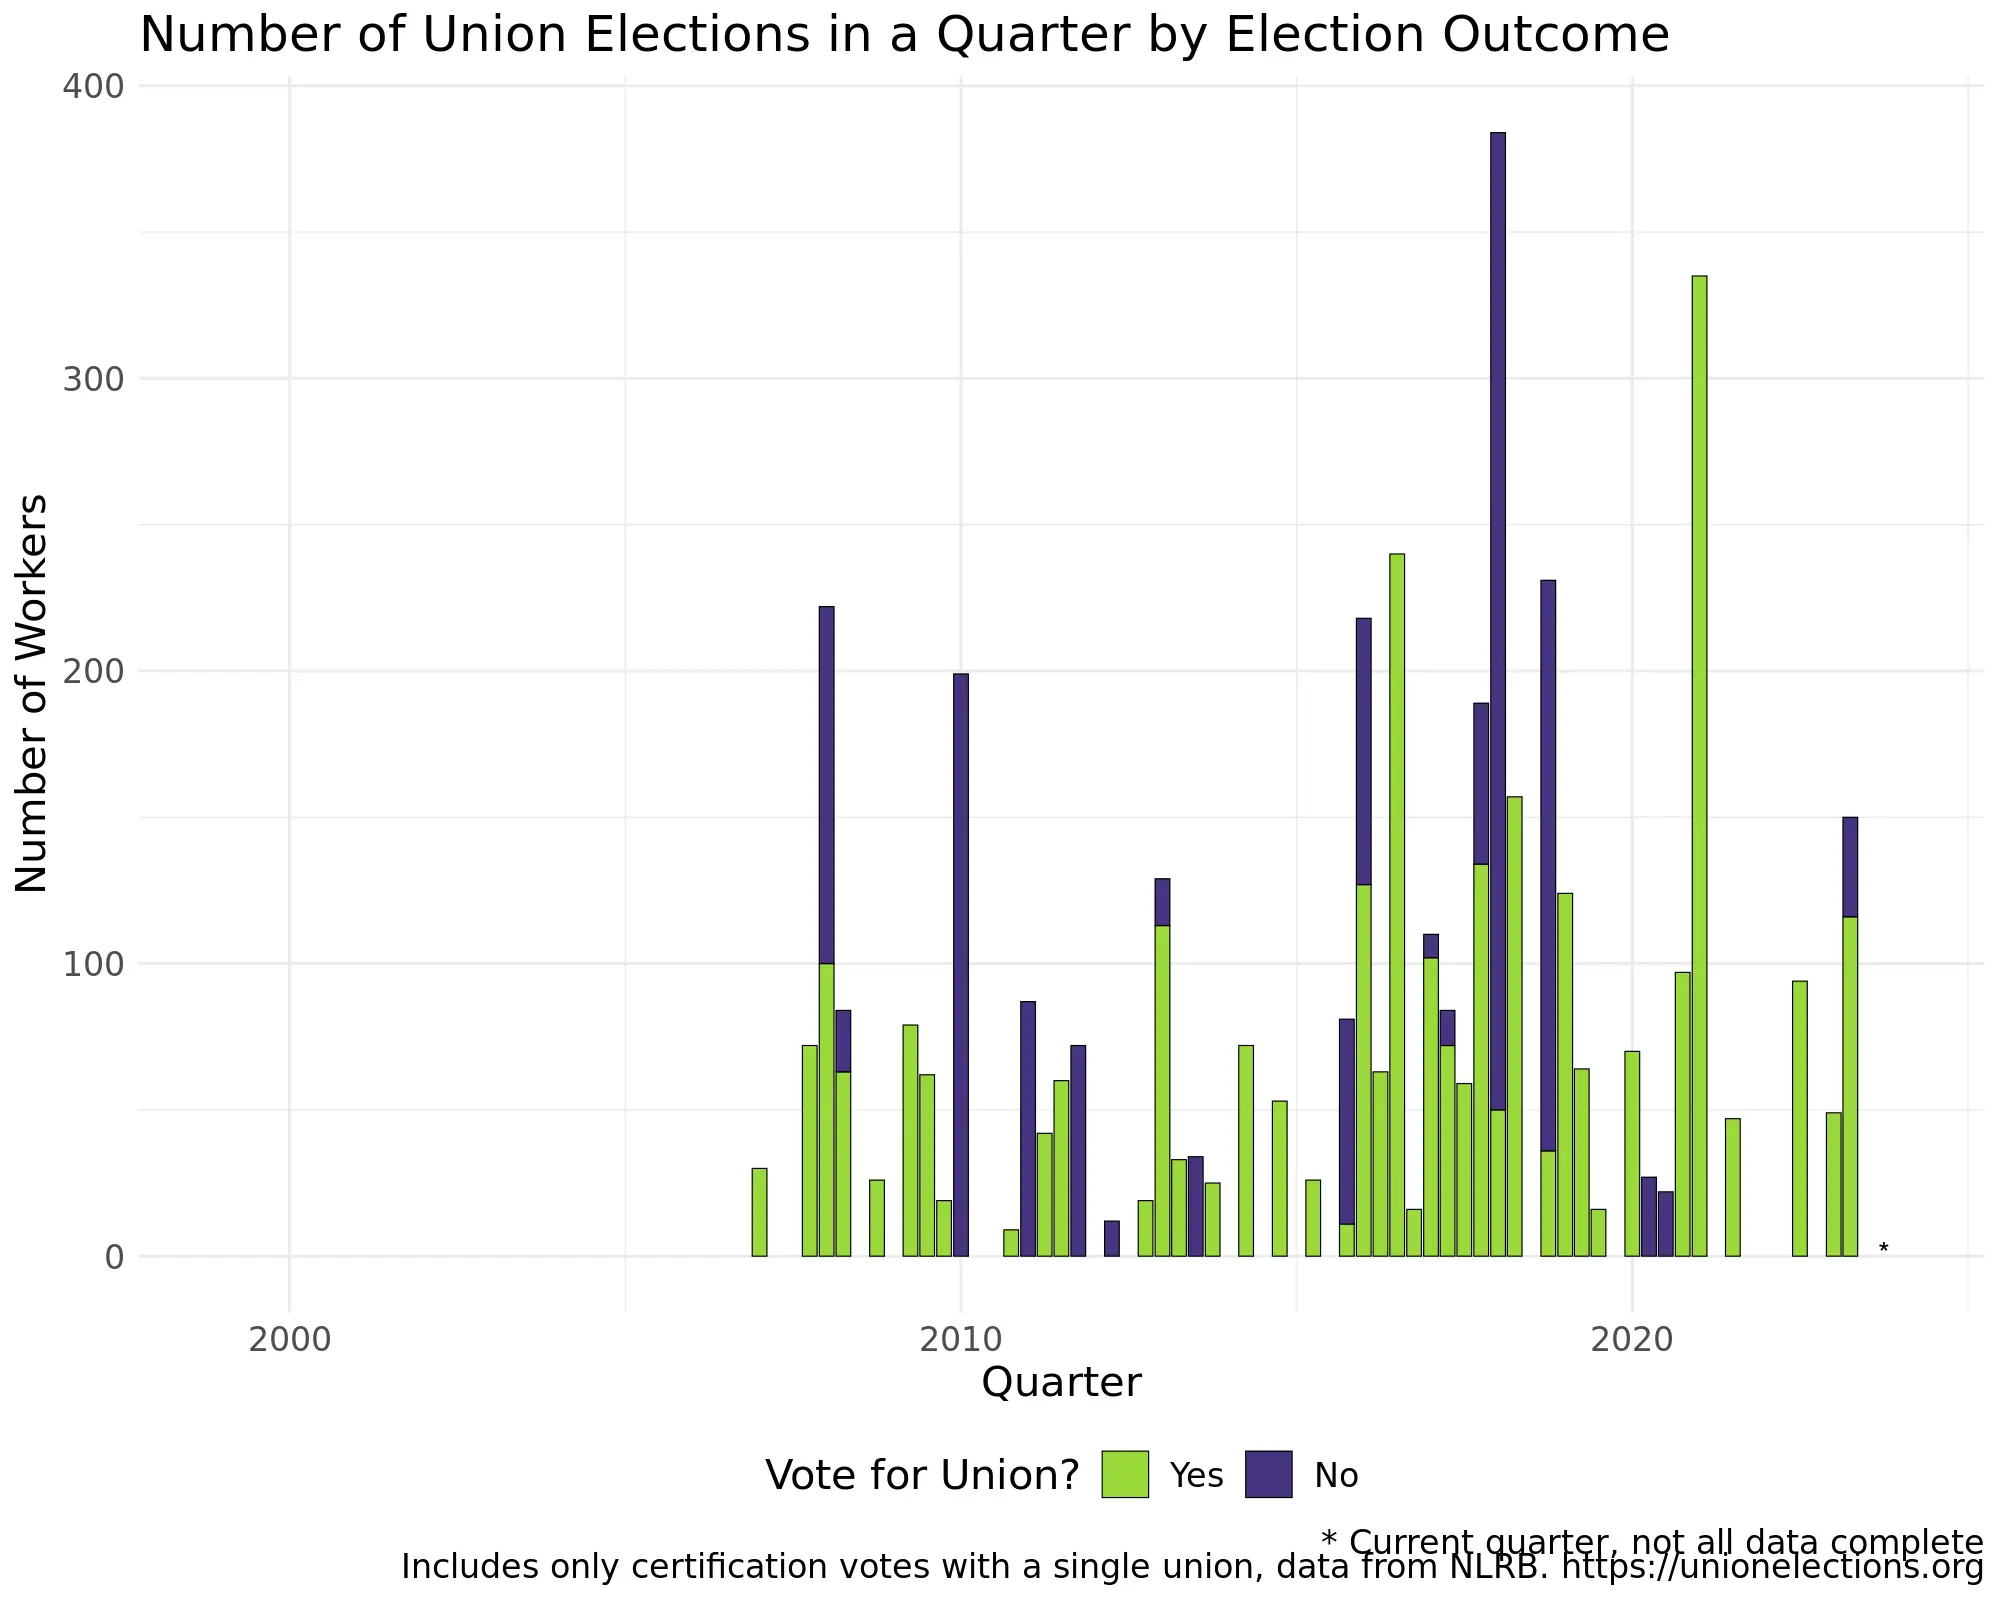 Number of Union Elections in a Quarter by Election Outcome
400
300
200
100
0
Number of Workers
*
2000
2010
2020
Quarter
Vote for Union? Yes No
* Current quarter, not all data complete
Includes only certification votes with a single union, data from NLRB. https://unionelections.org